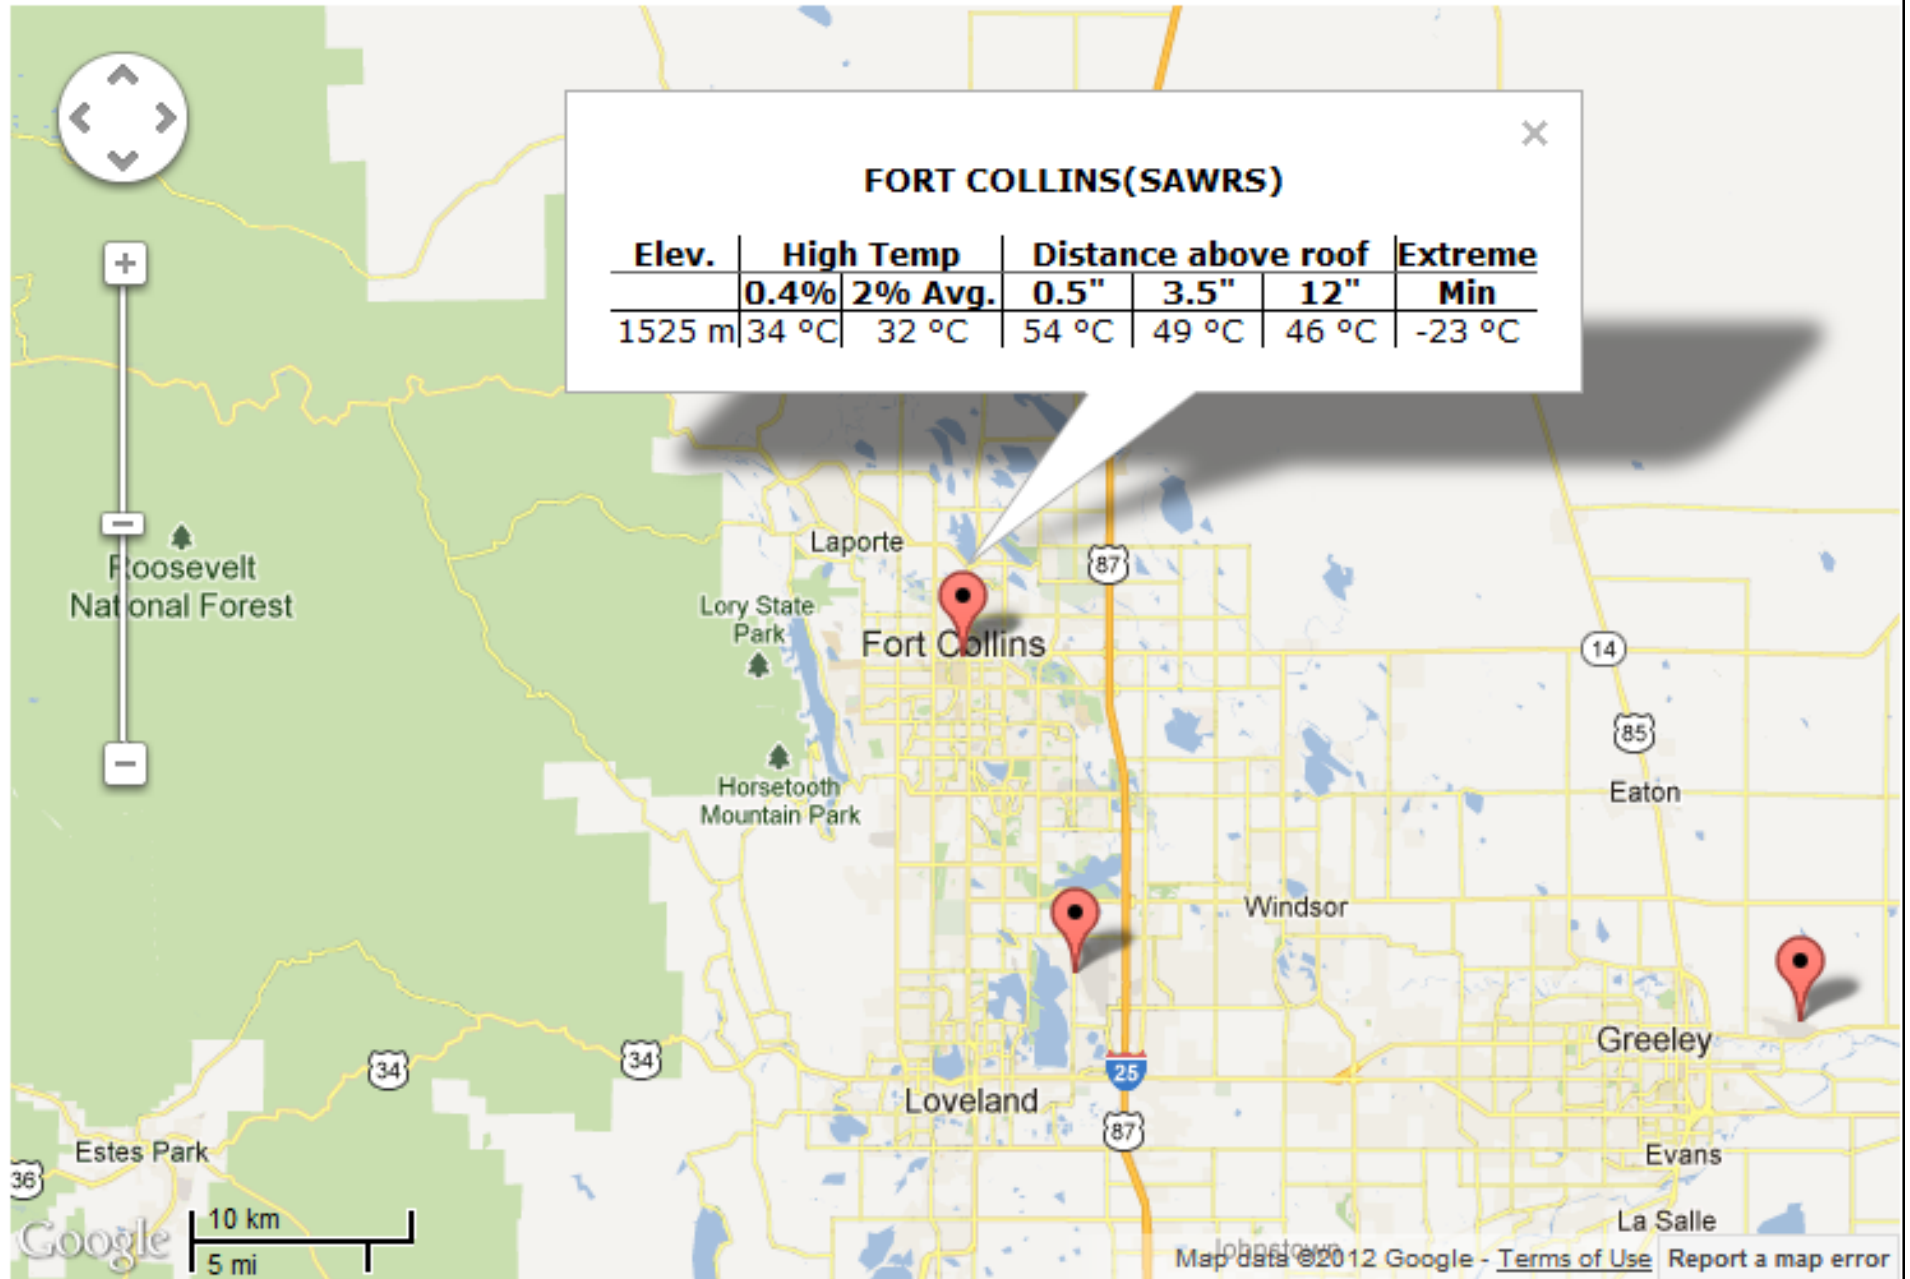 FORT COLLINS(SAWRS)
Elev. High Temp Distance above roof Extreme
0.4% 2% Avg. 0.5" 3.5" 12" Min
1525 m 34 °C 32 °C 54 °C 49 °C 46 °C -23 °C
Laporte
87
Roosevelt
National Forest
Lory State
Park
Fort Collins
14
85
Horsetooth
Mountain Park
Eaton
Windsor
Greeley
34
34
25
Loveland
87
Estes Park
Evans
36
10 km
La Salle
Google
Johnstown
5 mi
Map data ©2012 Google - Terms of Use
Report a map error